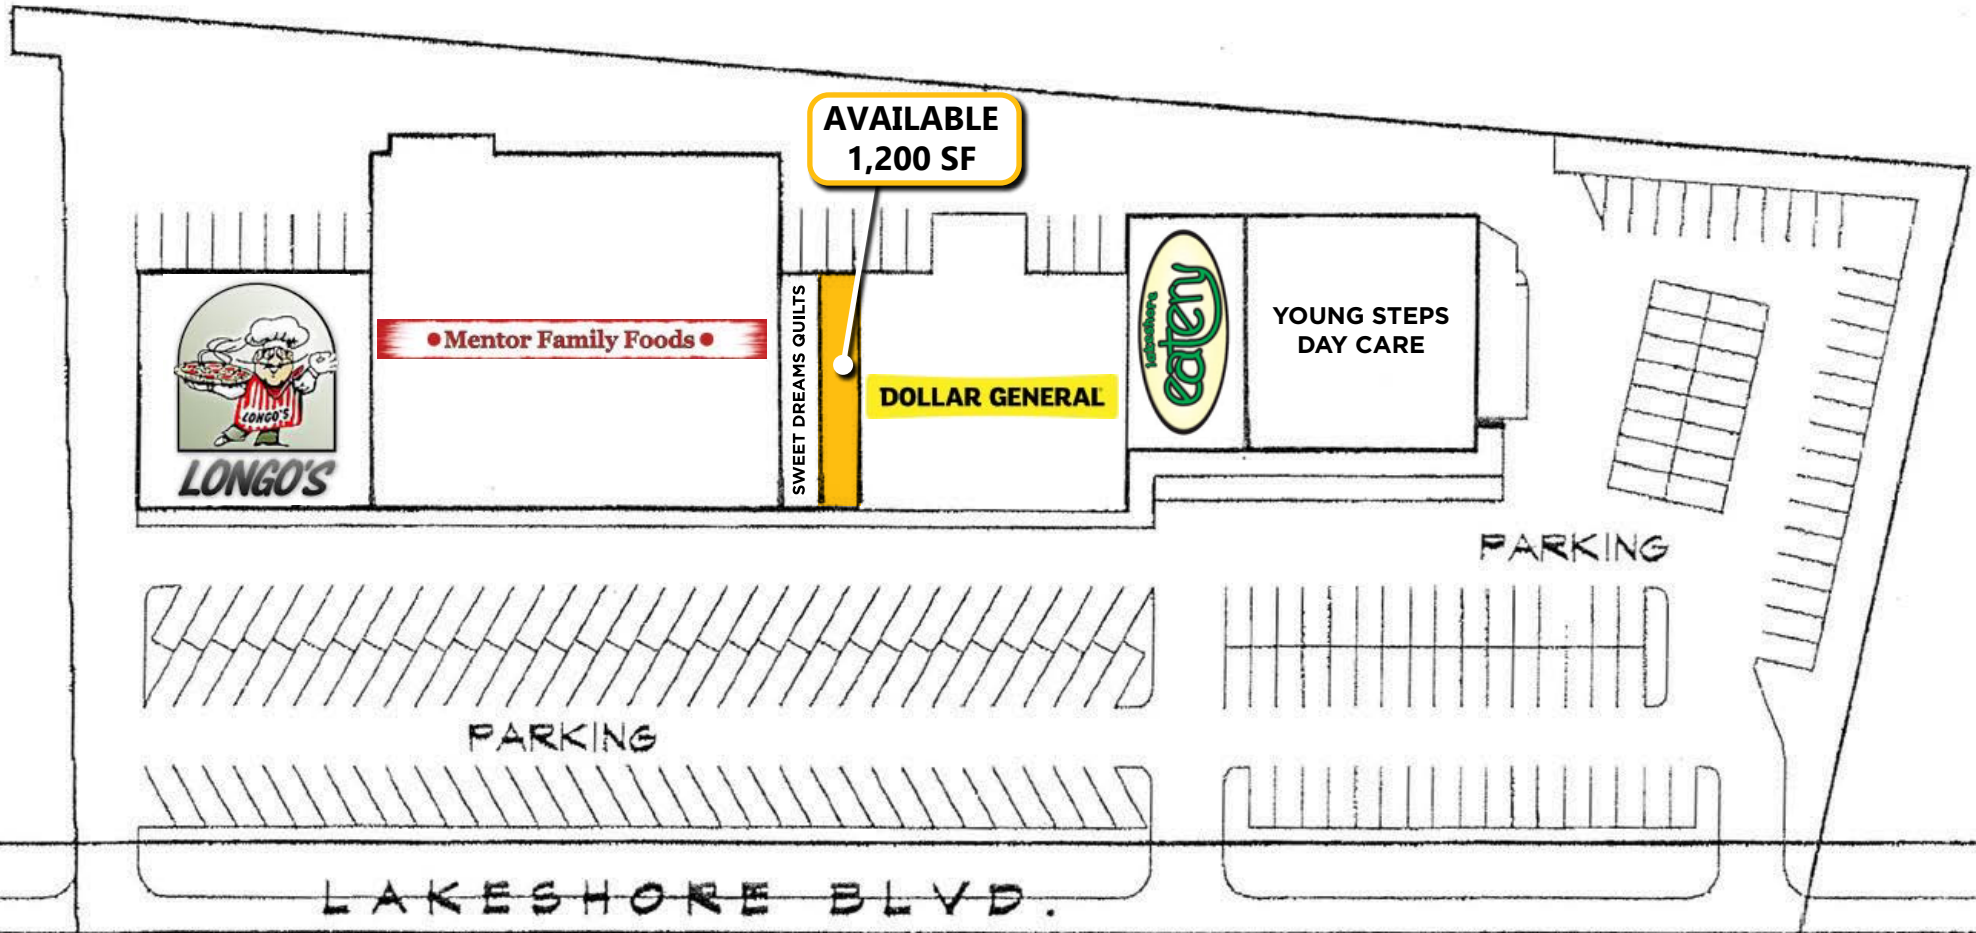 AVAILABLE
1,200 SF
LONGO'S
LONGO'S
Mentor Family Foods
SWEET DREAMS QUILTS
DOLLAR GENERAL
lakeshore
eatery
YOUNG STEPS
DAY CARE
PARKING
PARKING
LAKESHORE BLVD.